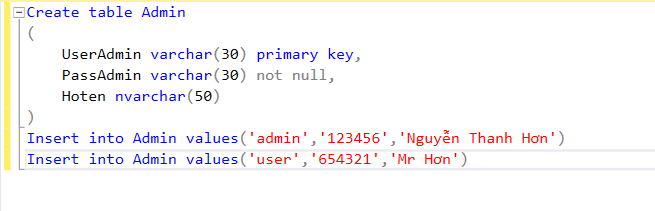 Create table Admin
(
UserAdmin varchar(30) primary key,
PassAdmin varchar(30) not null,
Hoten nvarchar(50)
)
Insert into Admin values('admin','123456','Nguyễn Thanh Hơn')
Insert into Admin values('user','654321','Mr Hơn')